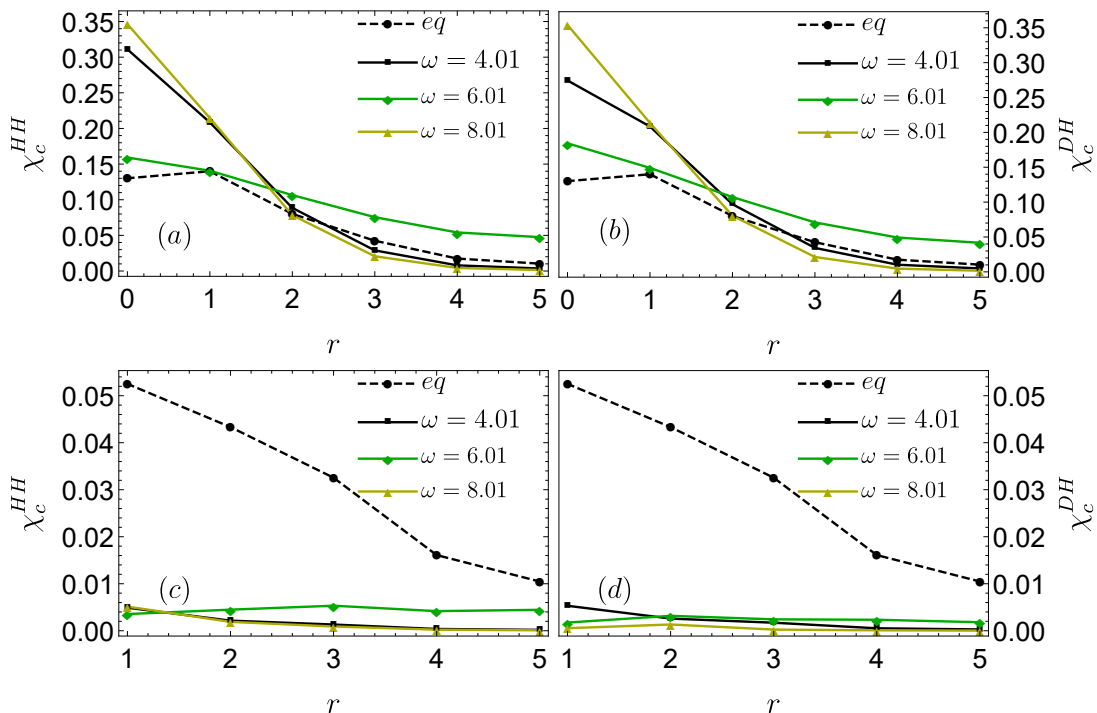 0.35
0.30
0.25
0.20
0.15
0.10
0.05
0.00
χ_c^{HH}
eq
ω = 4.01
ω = 6.01
ω = 8.01
(a)
0 1 2 3 4 5
r
eq
ω = 4.01
ω = 6.01
ω = 8.01
(b)
0 1 2 3 4 5
r
0.35
0.30
0.25
0.20
0.15
0.10
0.05
0.00
χ_c^{DH}
0.05
0.04
0.03
0.02
0.01
0.00
χ_c^{HH}
eq
ω = 4.01
ω = 6.01
ω = 8.01
(c)
1 2 3 4 5
r
eq
ω = 4.01
ω = 6.01
ω = 8.01
(d)
1 2 3 4 5
r
0.05
0.04
0.03
0.02
0.01
0.00
χ_c^{DH}